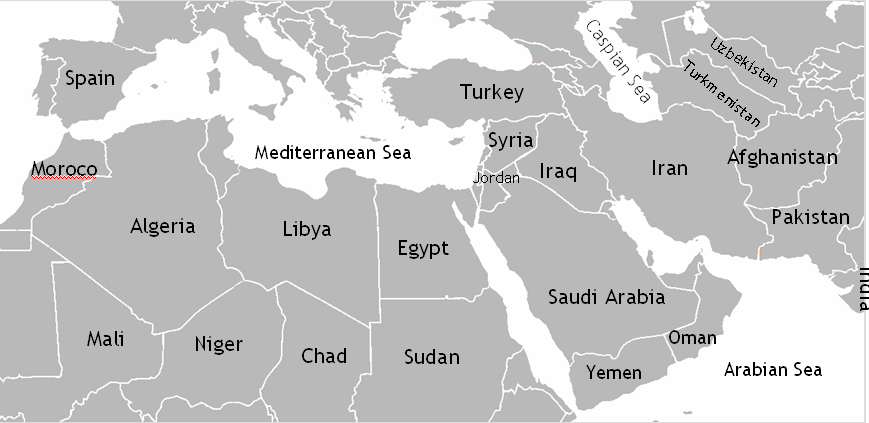 Caspian Sea
Uzbekistan
Spain
Turkmenistan
Turkey
Syria
Mediterranean Sea
Afghanistan
Moroco
Iraq
Iran
Jordan
Pakistan
Algeria
Libya
Egypt
India
Saudi Arabia
Mali
Niger
Oman
Chad
Sudan
Yemen
Arabian Sea